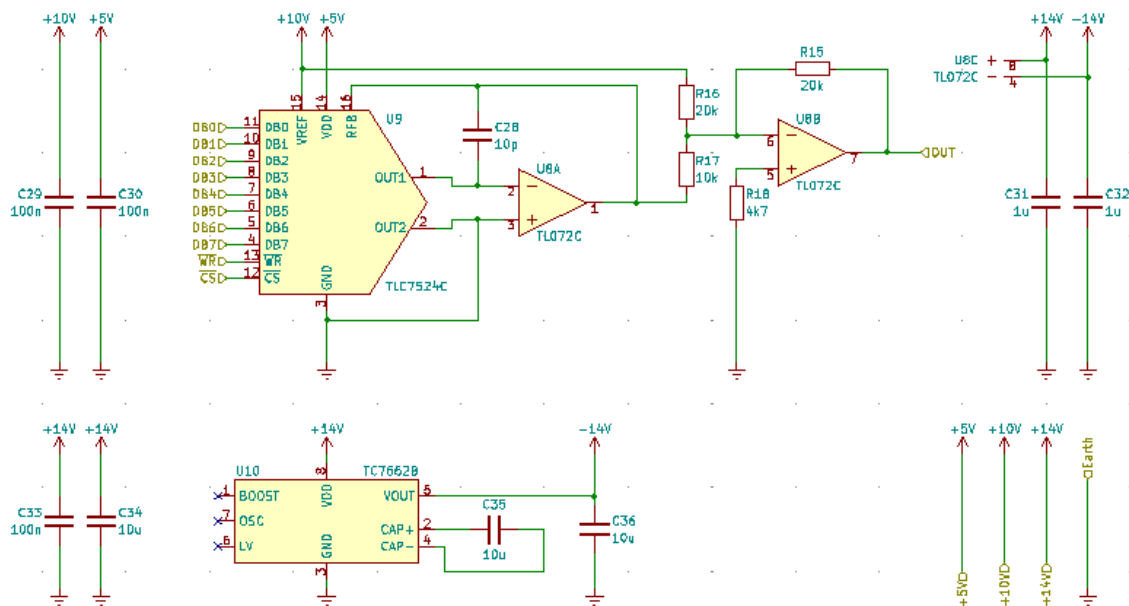 +10V
+5V
C29
100n
C30
100n
+10V
+5V
15
14
16
VREF
VDD
RFB
U9
DB0
11
DB0
DB1
10
DB1
DB2
9
DB2
DB3
8
DB3
DB4
7
DB4
DB5
6
DB5
DB6
5
DB6
DB7
4
DB7
WR
13
WR
CS
12
CS
OUT1
1
OUT2
2
GND
3
TLC7524C
C28
10p
U8A
2
3
1
TL072C
R16
20k
R17
10k
R15
20k
R18
4k7
U8B
6
5
7
TL072C
OUT
+14V
-14V
U8C
+
8
TL072C
-
4
C31
1u
C32
1u
+14V
+14V
C33
100n
C34
10u
+14V
U10
TC7662B
8
VDD
1
BOOST
7
OSC
6
LV
GND
3
VOUT
5
CAP+
2
CAP-
4
C35
10u
-14V
C36
10u
+5V
+10V
+14V
Earth
+5V
+10V
+14V